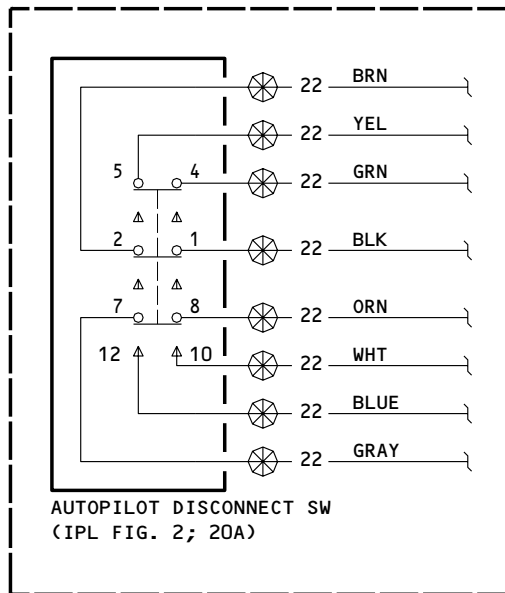 22 BRN
22 YEL
5 4 22 GRN
2 1 22 BLK
7 8 22 ORN
12 10 22 WHT
22 BLUE
22 GRAY
AUTOPILOT DISCONNECT SW
(IPL FIG. 2; 20A)